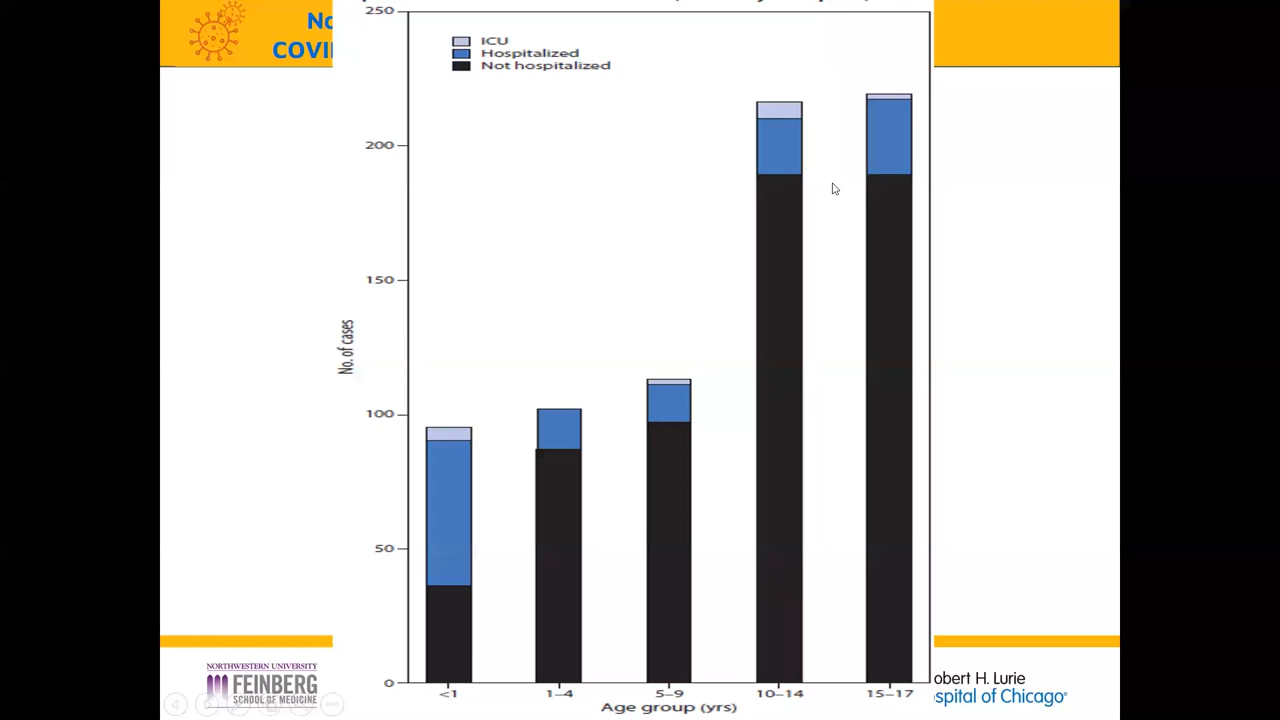 No
COVI
250
ICU
Hospitalized
Not hospitalized
200
150
No. of cases
100
50
0
<1
1–4
5–9
10–14
15–17
Age group (yrs)
NORTHWESTERN UNIVERSITY
FEINBERG
SCHOOL OF MEDICINE
obert H. Lurie
spital of Chicago®